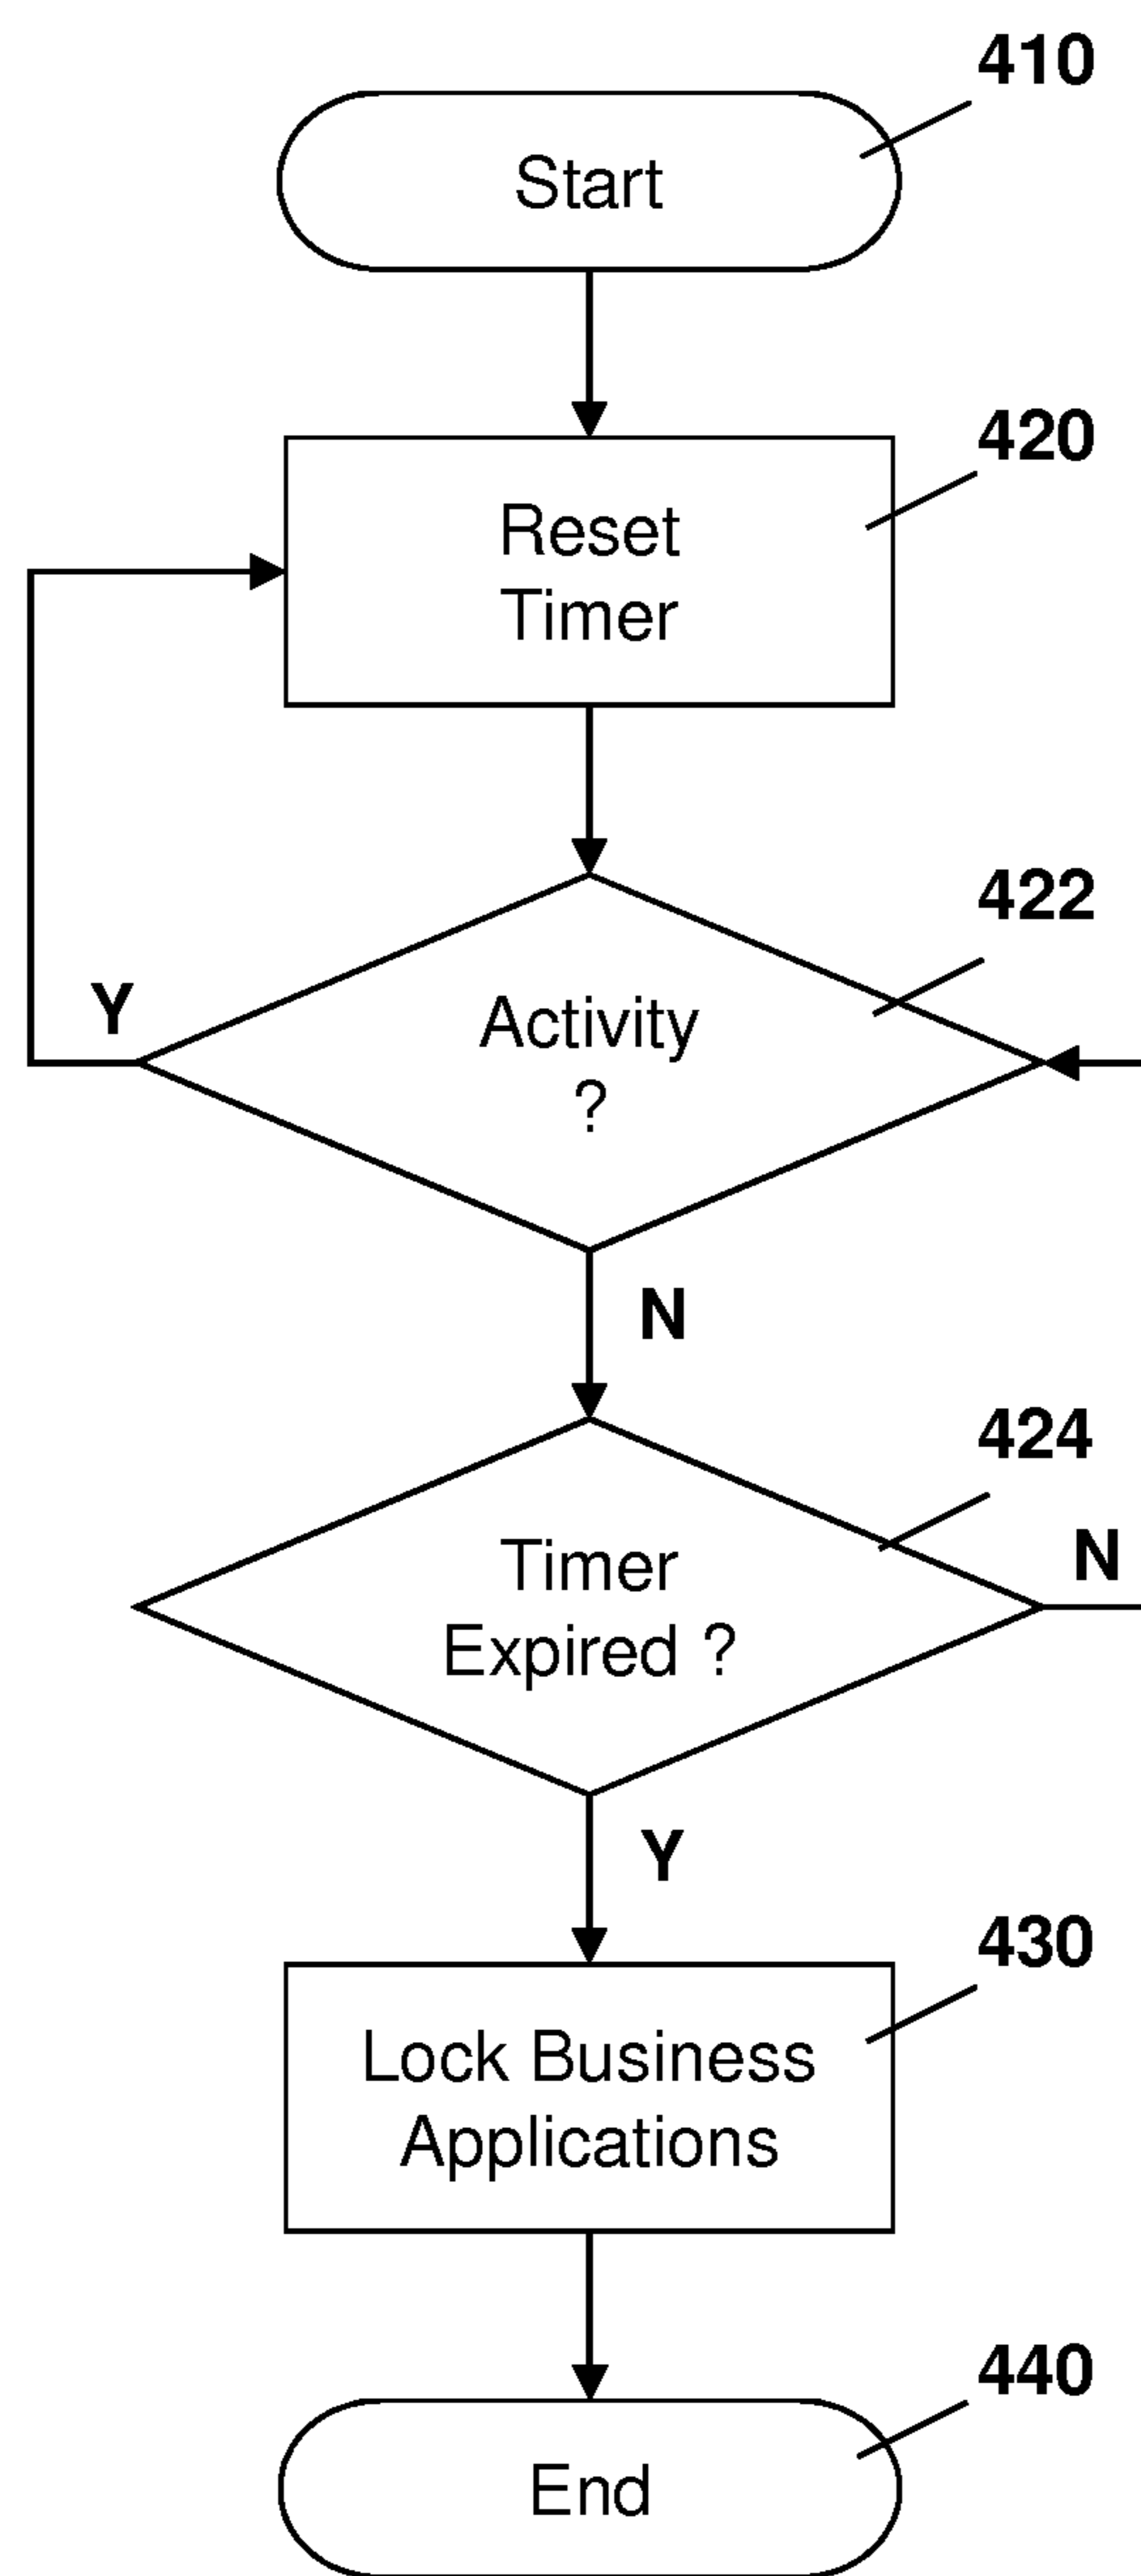 410
Start
420
Reset
Timer
422
Y
Activity
?
N
424
N
Timer
Expired ?
Y
430
Lock Business
Applications
440
End